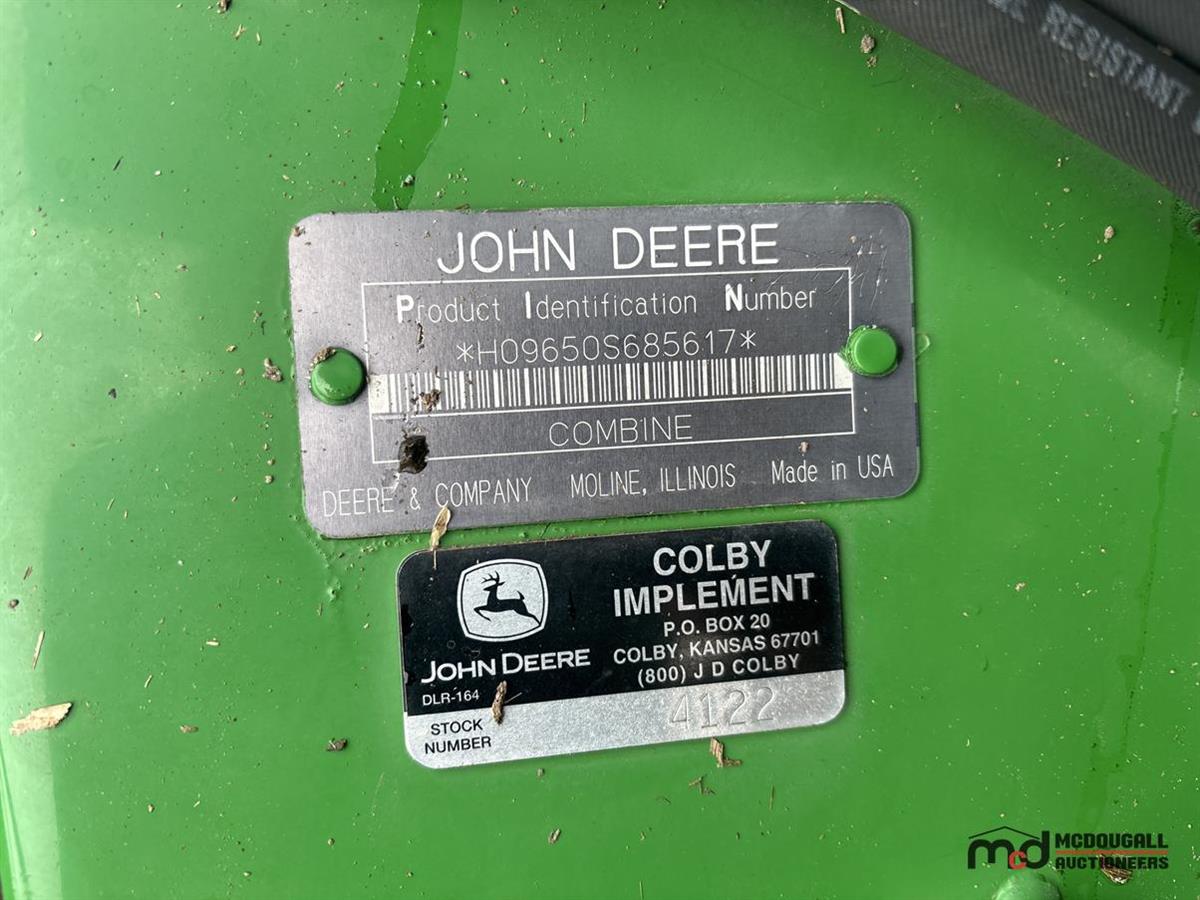 RESISTANT
JOHN DEERE
Product Identification Number
*H09650S685617*
COMBINE
DEERE & COMPANY MOLINE, ILLINOIS Made in USA
COLBY
IMPLEMENT
P.O. BOX 20
COLBY, KANSAS 67701
(800) J D COLBY
JOHN DEERE
DLR-164
STOCK
NUMBER
4122
mcd MCDOUGALL
AUCTIONEERS